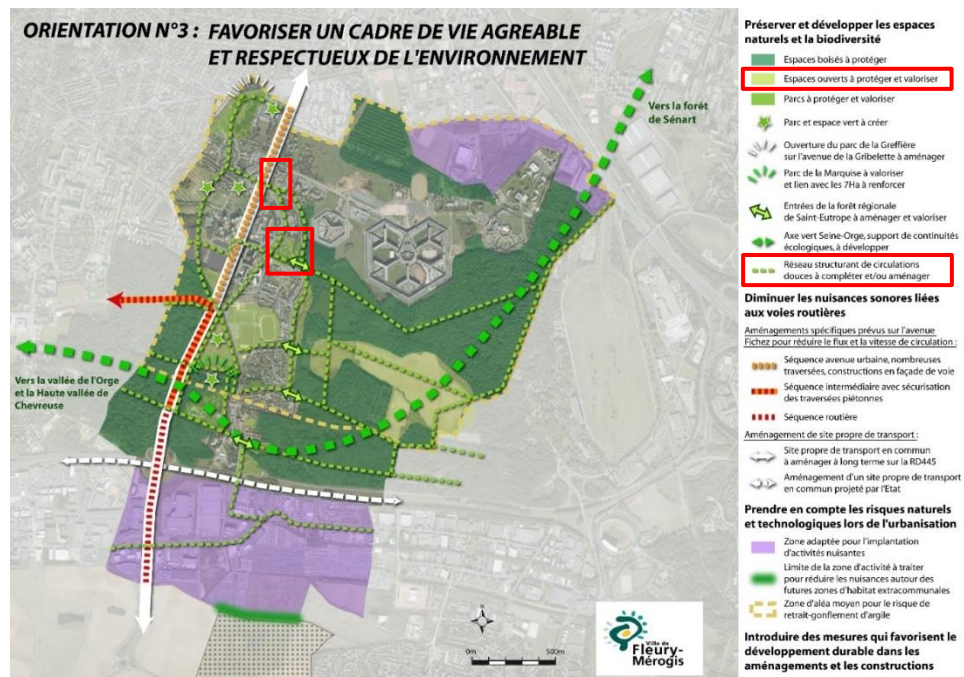 ORIENTATION N°3 : FAVORISER UN CADRE DE VIE AGREABLE
ET RESPECTUEUX DE L'ENVIRONNEMENT
Vers la forêt
de Sénart
Vers la vallée de l'Orge
et la Haute vallée de
Chevreuse
N
0m 500m
Ville de
Fleury-
Mérogis
Préserver et développer les espaces
naturels et la biodiversité
Espaces boisés à protéger
Espaces ouverts à protéger et valoriser
Parcs à protéger et valoriser
Parc et espace vert à créer
Ouverture du parc de la Greffière
sur l'avenue de la Gribelette à aménager
Parc de la Marquise à valoriser
et lien avec les 7Ha à renforcer
Entrées de la forêt régionale
de Saint-Eutrope à aménager et valoriser
Axe vert Seine-Orge, support de continuités
écologiques, à développer
Réseau structurant de circulations
douces à compléter et/ou aménager
Diminuer les nuisances sonores liées
aux voies routières
Aménagements spécifiques prévus sur l'avenue
Fichez pour réduire le flux et la vitesse de circulation :
Séquence avenue urbaine, nombreuses
traversées, constructions en façade de voie
Séquence intermédiaire avec sécurisation
des traversées piétonnes
Séquence routière
Aménagement de site propre de transport :
Site propre de transport en commun
à aménager à long terme sur la RD445
Aménagement d'un site propre de transport
en commun projeté par l'Etat
Prendre en compte les risques naturels
et technologiques lors de l'urbanisation
Zone adaptée pour l'implantation
d'activités nuisantes
Limite de la zone d'activité à traiter
pour réduire les nuisances autour des
futures zones d'habitat extracommunales
Zone d'aléa moyen pour le risque de
retrait-gonflement d'argile
Introduire des mesures qui favorisent le
développement durable dans les
aménagements et les constructions